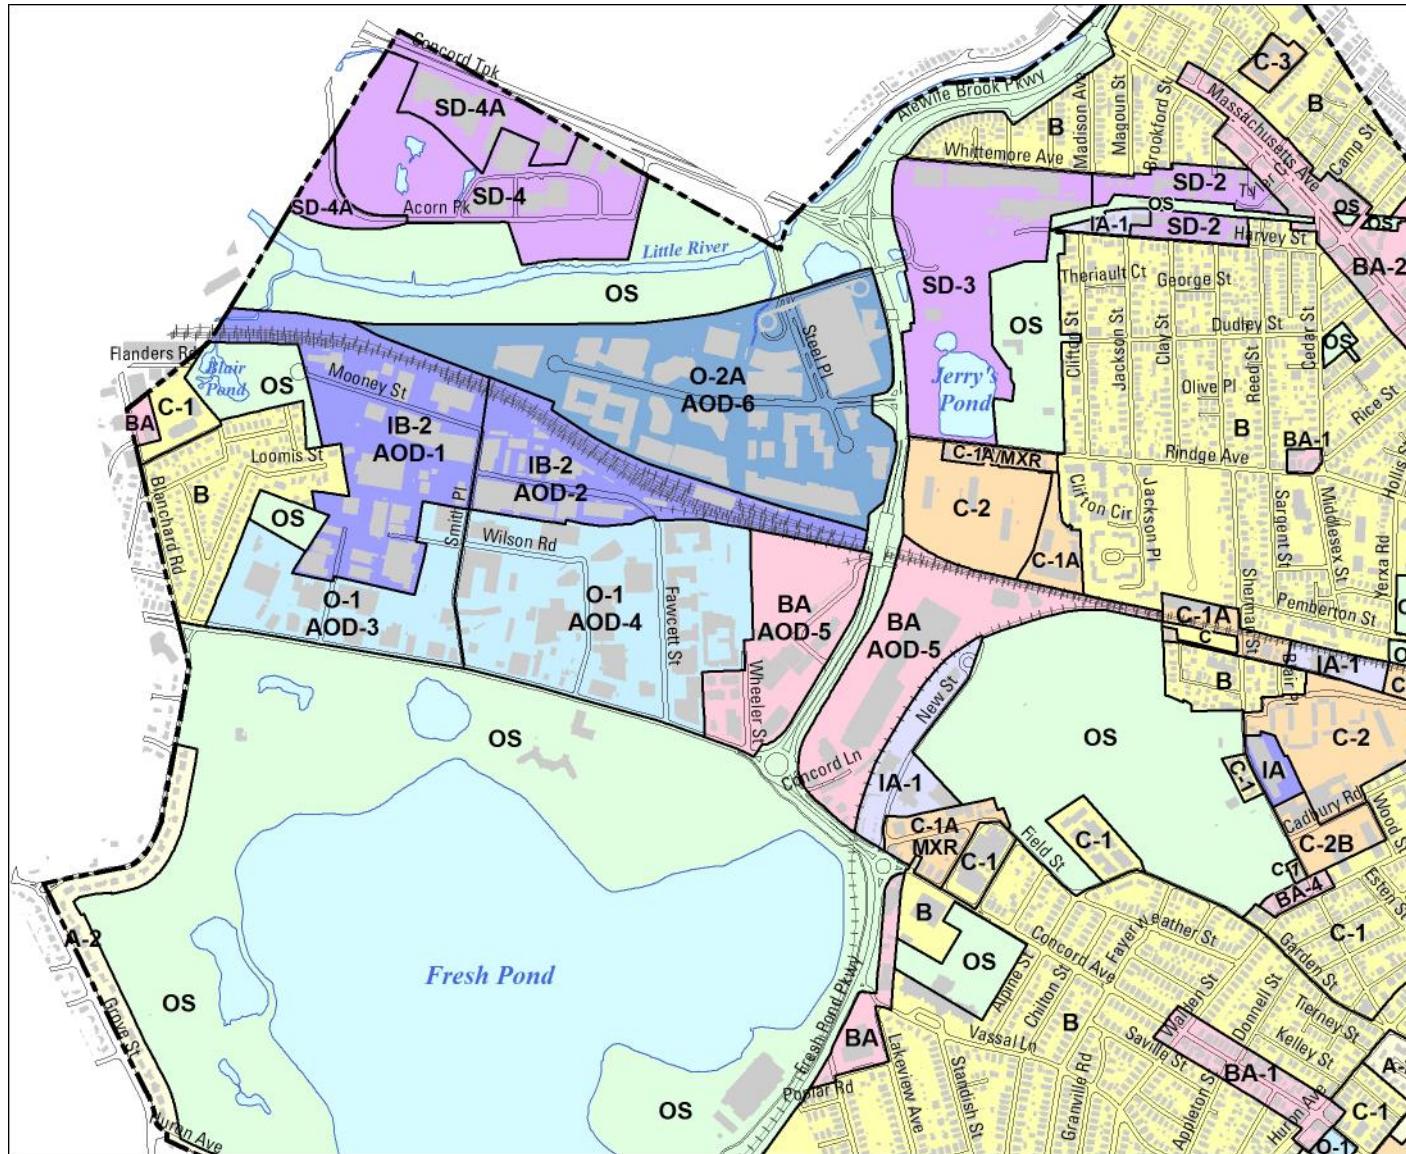 Concord Tpk
SD-4A
C-3
Massachusetts Ave
Alewife Brook Pkwy
Madison Ave
Magoun St
Brookford St
B
B
Camp St
Whittemore Ave
SD-4A
Acorn Pk
SD-4
SD-2
OS
OS
OS
IA-1
SD-2
Harvey St
Little River
BA-2
OS
SD-3
Theriault Ct
George St
OS
Steel Pl
Clifton St
Jackson St
Clay St
Dudley St
Reed St
Cedar St
OS
Flanders Rd
Blair
Pond
OS
Mooney St
O-2A
AOD-6
Jerry's
Pond
Olive Pl
Rice St
BA
C-1
IB-2
AOD-1
B
BA-1
Loomis St
IB-2
AOD-2
C-1A/MXR
Rindge Ave
Hollis St
Blanchard Rd
B
OS
Smith Pl
C-2
Clifton Cir
Jackson Pl
Sargent St
Middlesex St
Yerxa Rd
Wilson Rd
C-1A
Sherman St
Pemberton St
O-1
AOD-3
O-1
AOD-4
Fawcett St
BA
AOD-5
BA
AOD-5
C-1A
C
B
Blair Pl
IA-1
Wheeler St
New St
OS
OS
C-2
Concord Ln
IA-1
C-1
IA
Cadbury Rd
Wood St
C-1A
MXR
C-1
Field St
C-1
C-2B
BA-4
Esten St
A-2
B
Fayerweather St
C-1
Concord Ave
Garden St
OS
Alpine St
Chilton St
Fresh Pond
OS
Grove St
Fresh Pond Pkwy
BA
Vassal Ln
B
Walden St
Donnell St
Tierney St
Saville St
Kelley St
Lakeview Ave
Standish St
Granville Rd
BA-1
Appleton St
Huron Ave
C-1
Poplar Rd
OS
Huron Ave
O-1